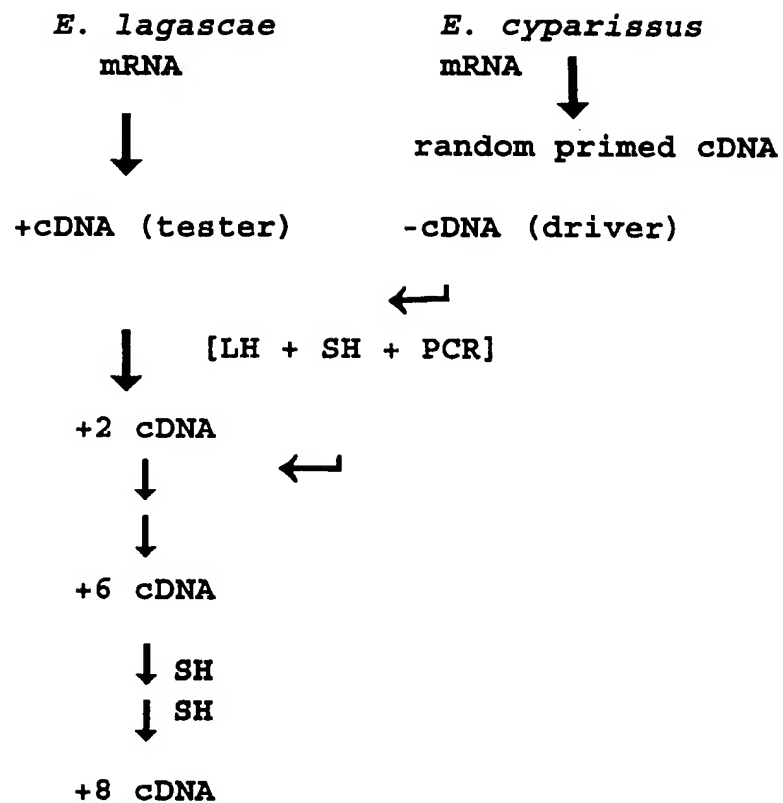 E. lagascae
mRNA
E. cyparissus
mRNA
random primed cDNA
+cDNA (tester)
-cDNA (driver)
[LH + SH + PCR]
+2 cDNA
+6 cDNA
SH
SH
+8 cDNA